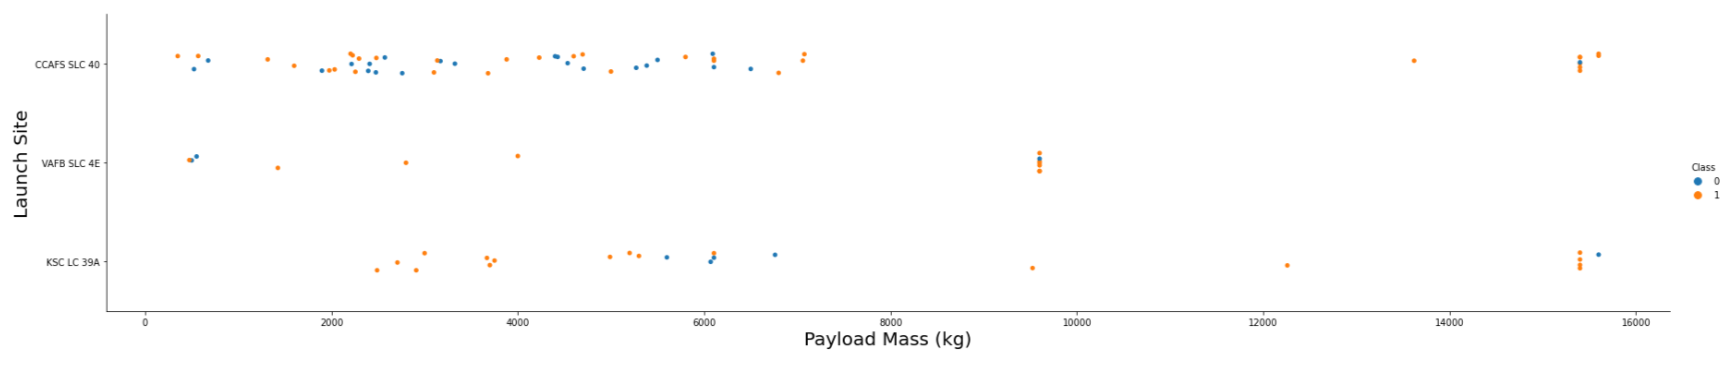 CCAFS SLC 40
VAFB SLC 4E
KSC LC 39A
Launch Site
0 2000 4000 6000 8000 10000 12000 14000 16000
Payload Mass (kg)
Class
0
1